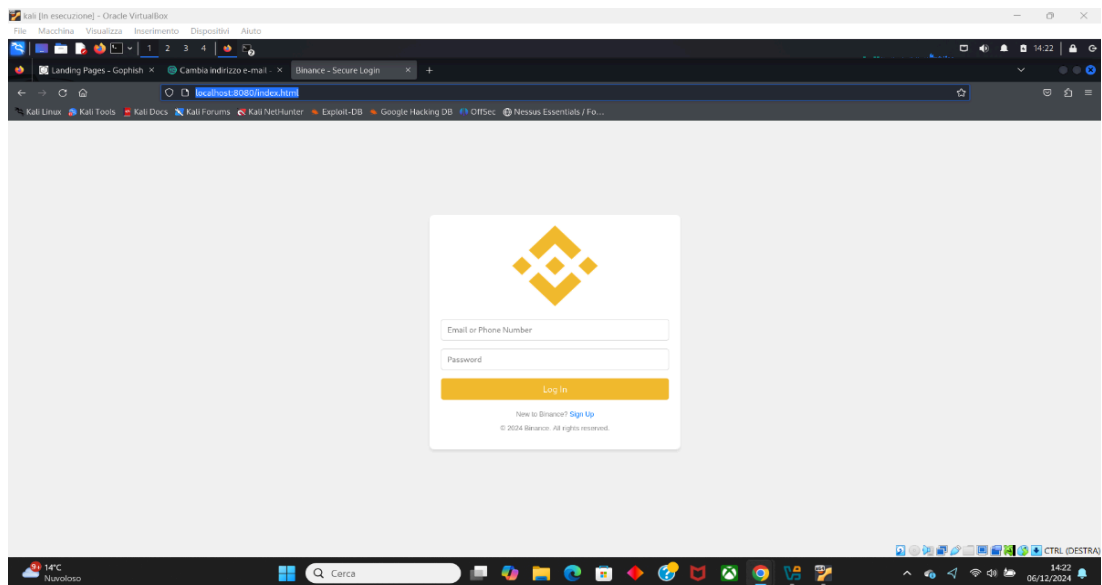 kali [in esecuzione] - Oracle VirtualBox
File Macchina Visualizza Inserimento Dispositivi Aiuto
1 2 3 4 14:22
Landing Pages - Gophish Cambia indirizzo e-mail - Binance - Secure Login
localhost:8080/index.html
Kali Linux Kali Tools Kali Docs Kali Forums Kali NetHunter Exploit-DB Google Hacking DB OffSec Nessus Essentials / Fo...
Email or Phone Number
Password
Log In
New to Binance? Sign Up
© 2024 Binance. All rights reserved.
CTRL (DESTRA)
14°C
Nuvoloso
Cerca
14:22
06/12/2024